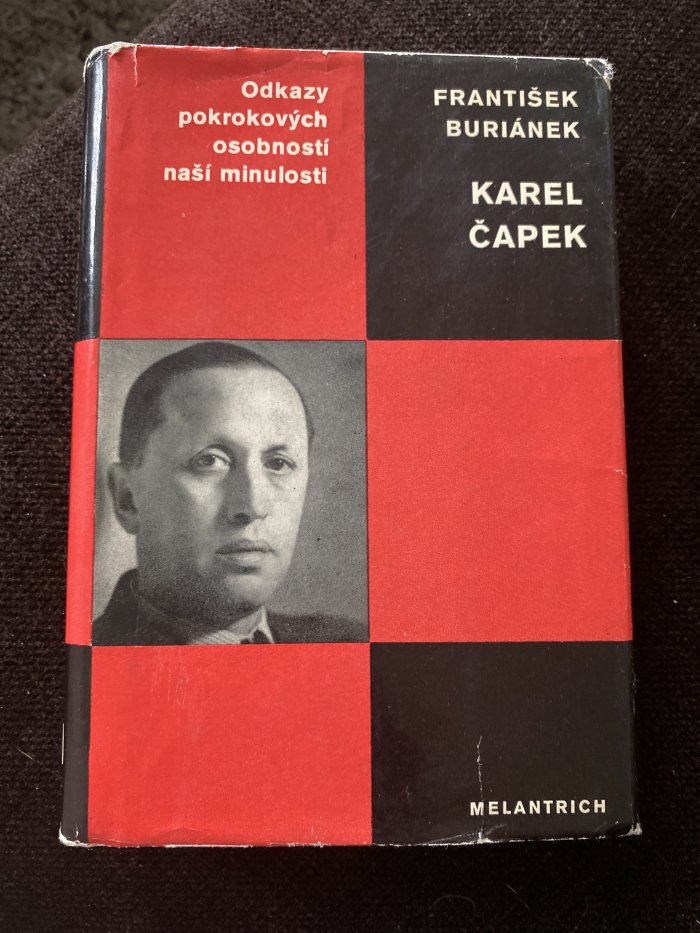 Odkazy
pokrokových
osobností
naší minulosti
FRANTIŠEK
BURIÁNEK
KAREL
ČAPEK
MELANTRICH